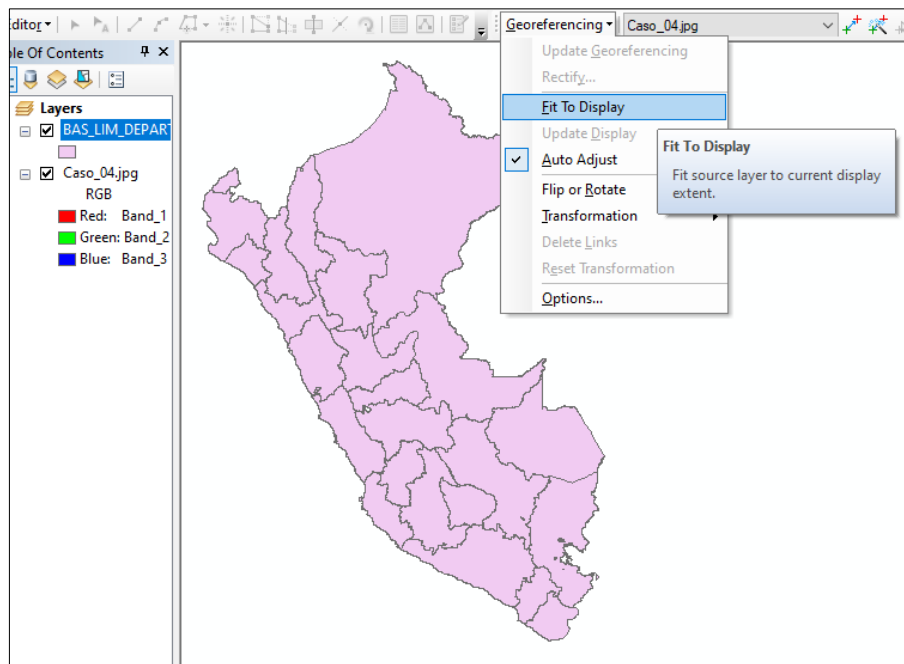 Editor
Georeferencing
Caso_04.jpg
Table Of Contents
Layers
BAS_LIM_DEPART
Caso_04.jpg
RGB
Red: Band_1
Green: Band_2
Blue: Band_3
Update Georeferencing
Rectify...
Fit To Display
Update Display
Auto Adjust
Flip or Rotate
Transformation
Delete Links
Reset Transformation
Options...
Fit To Display
Fit source layer to current display
extent.